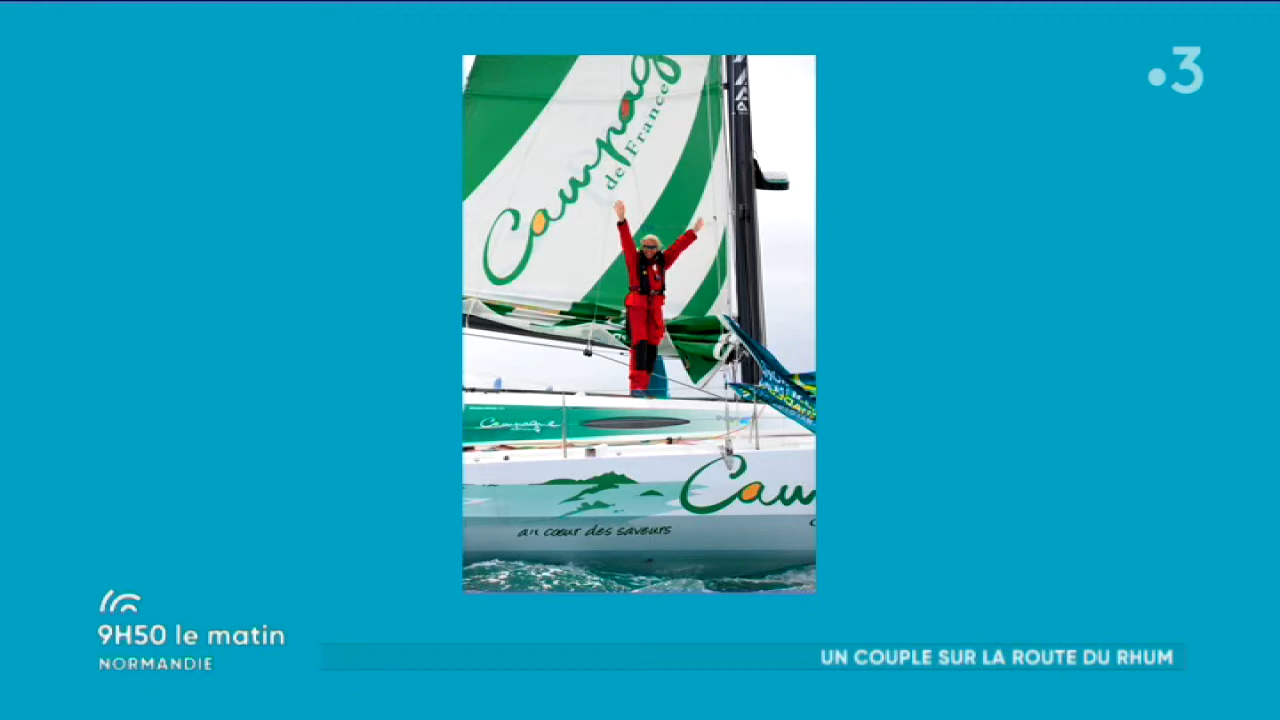 3
Campag
de France
Campagne
au cœur des saveurs
Cam
9H50 le matin
NORMANDIE
UN COUPLE SUR LA ROUTE DU RHUM